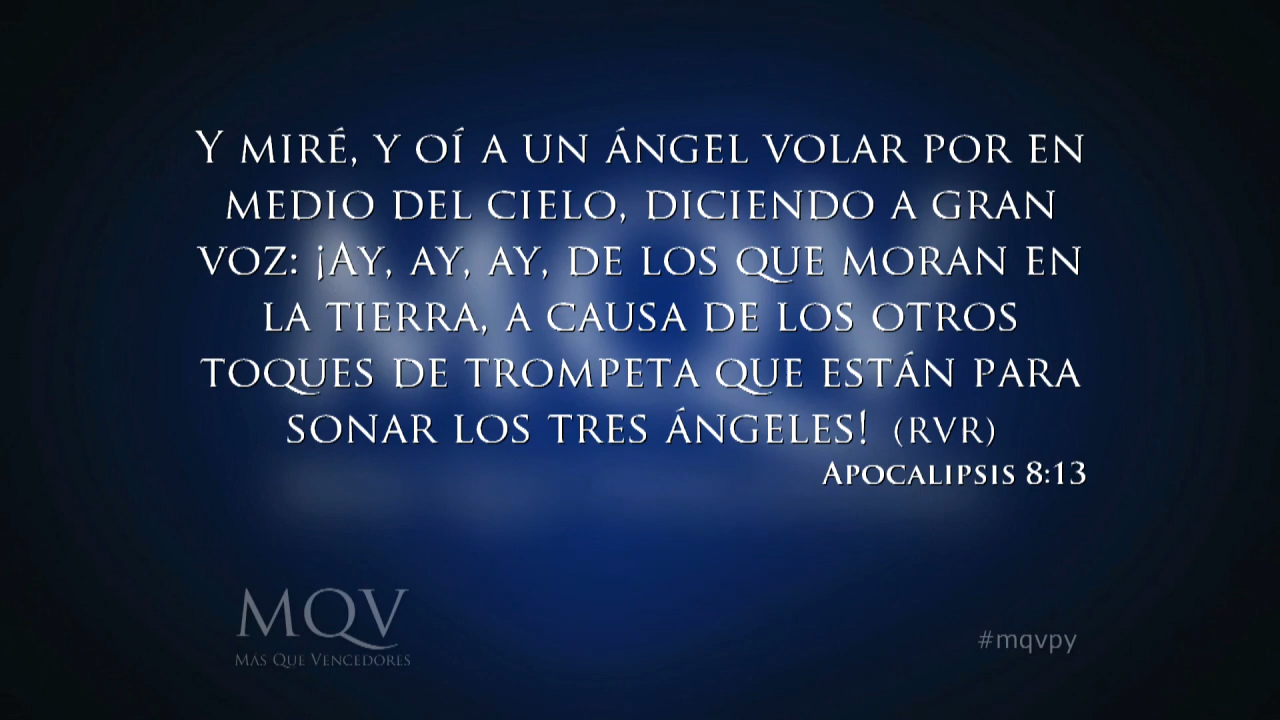 Y MIRÉ, Y OÍ A UN ÁNGEL VOLAR POR EN
MEDIO DEL CIELO, DICIENDO A GRAN
VOZ: ¡AY, AY, AY, DE LOS QUE MORAN EN
LA TIERRA, A CAUSA DE LOS OTROS
TOQUES DE TROMPETA QUE ESTÁN PARA
SONAR LOS TRES ÁNGELES! (RVR)
APOCALIPSIS 8:13
MQV
MÁS QUE VENCEDORES
#mqvpy